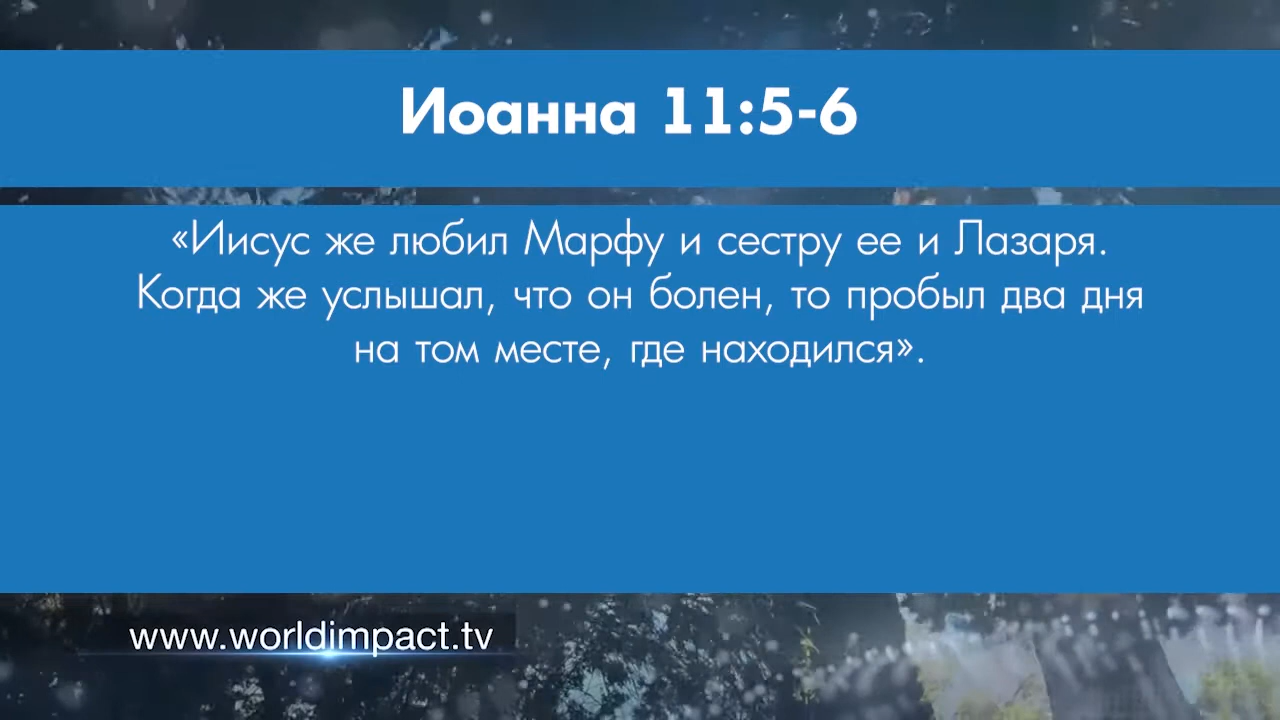 Иоанна 11:5-6
«Иисус же любил Марфу и сестру ее и Лазаря.
Когда же услышал, что он болен, то пробыл два дня
на том месте, где находился».
www.worldimpact.tv